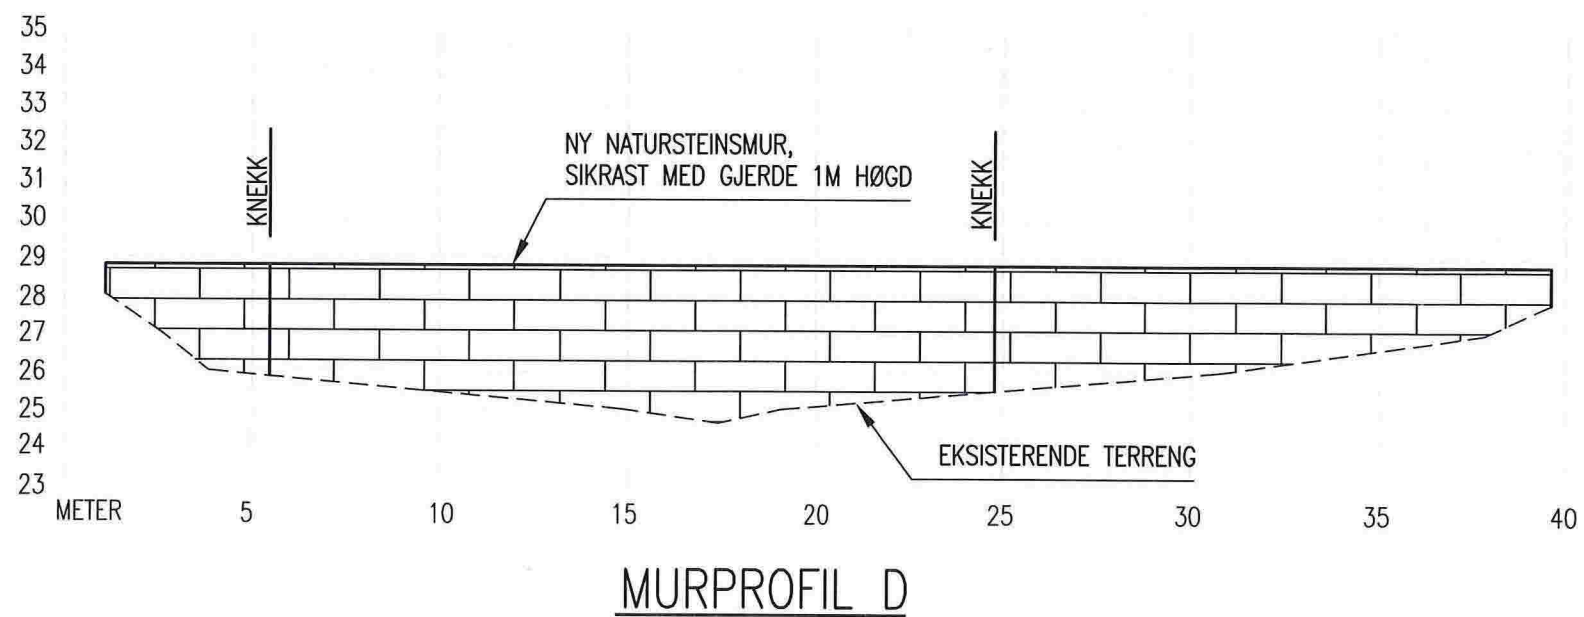 35
34
33
32
31
30
29
28
27
26
25
24
23
KNEKK
NY NATURSTEINSMUR,
SIKRAST MED GJERDE 1M HØGD
KNEKK
EKSISTERENDE TERRENG
METER 5 10 15 20 25 30 35 40
MURPROFIL D